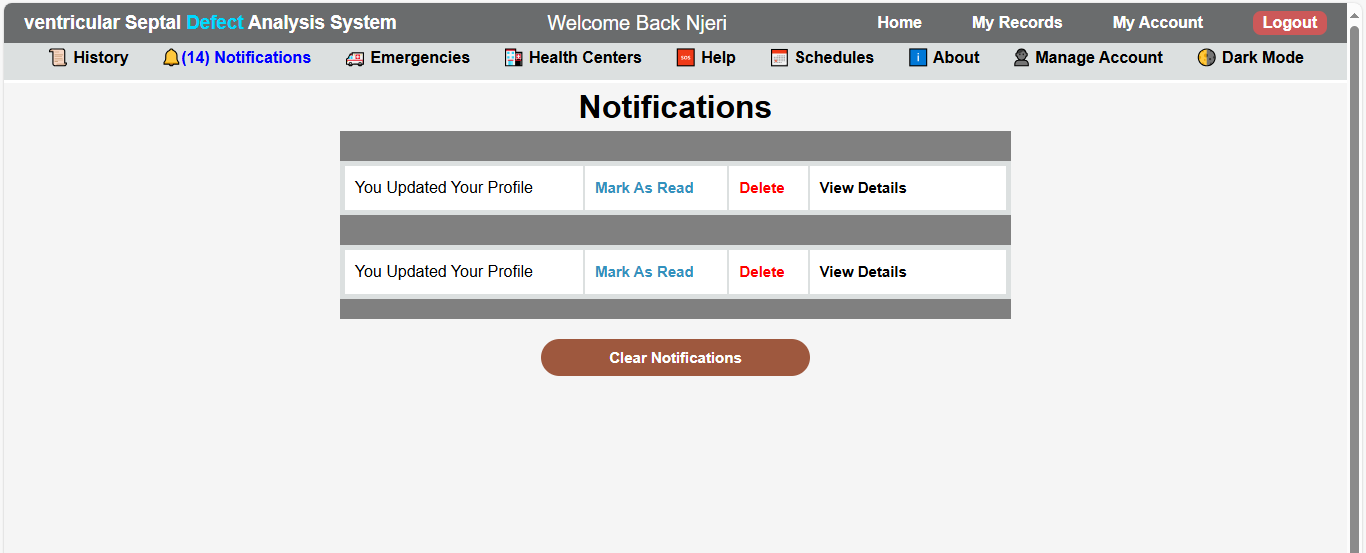 ventricular Septal Defect Analysis System Welcome Back Njeri Home My Records My Account Logout
History (14) Notifications Emergencies SOS Health Centers Help Schedules About Manage Account Dark Mode
Notifications
You Updated Your Profile Mark As Read Delete View Details
You Updated Your Profile Mark As Read Delete View Details
Clear Notifications